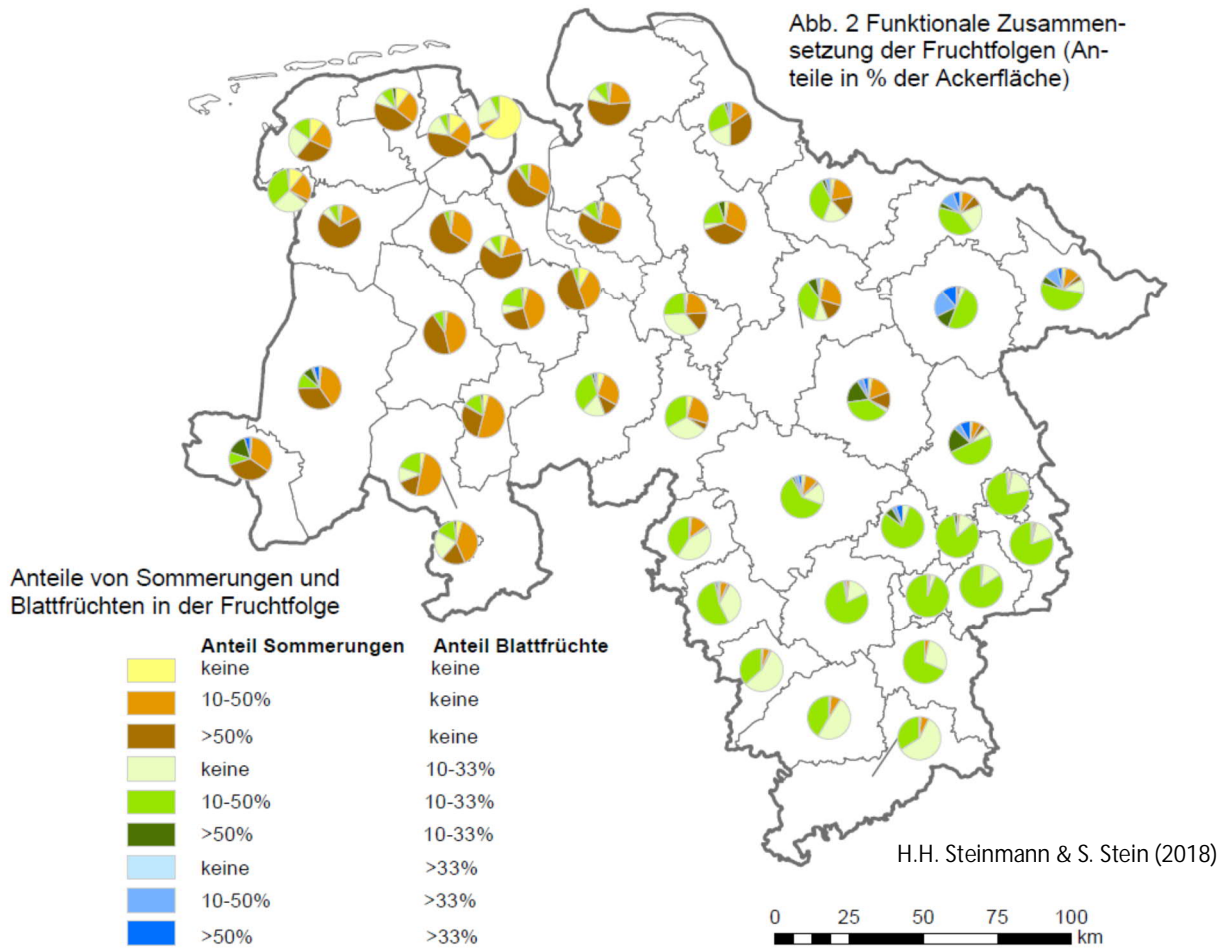 Abb. 2 Funktionale Zusammen-
setzung der Fruchtfolgen (An-
teile in % der Ackerfläche)
Anteile von Sommerungen und
Blattfrüchten in der Fruchtfolge
Anteil Sommerungen Anteil Blattfrüchte
keine keine
10-50% keine
>50% keine
keine 10-33%
10-50% 10-33%
>50% 10-33%
keine >33%
10-50% >33%
>50% >33%
H.H. Steinmann & S. Stein (2018)
0 25 50 75 100
km